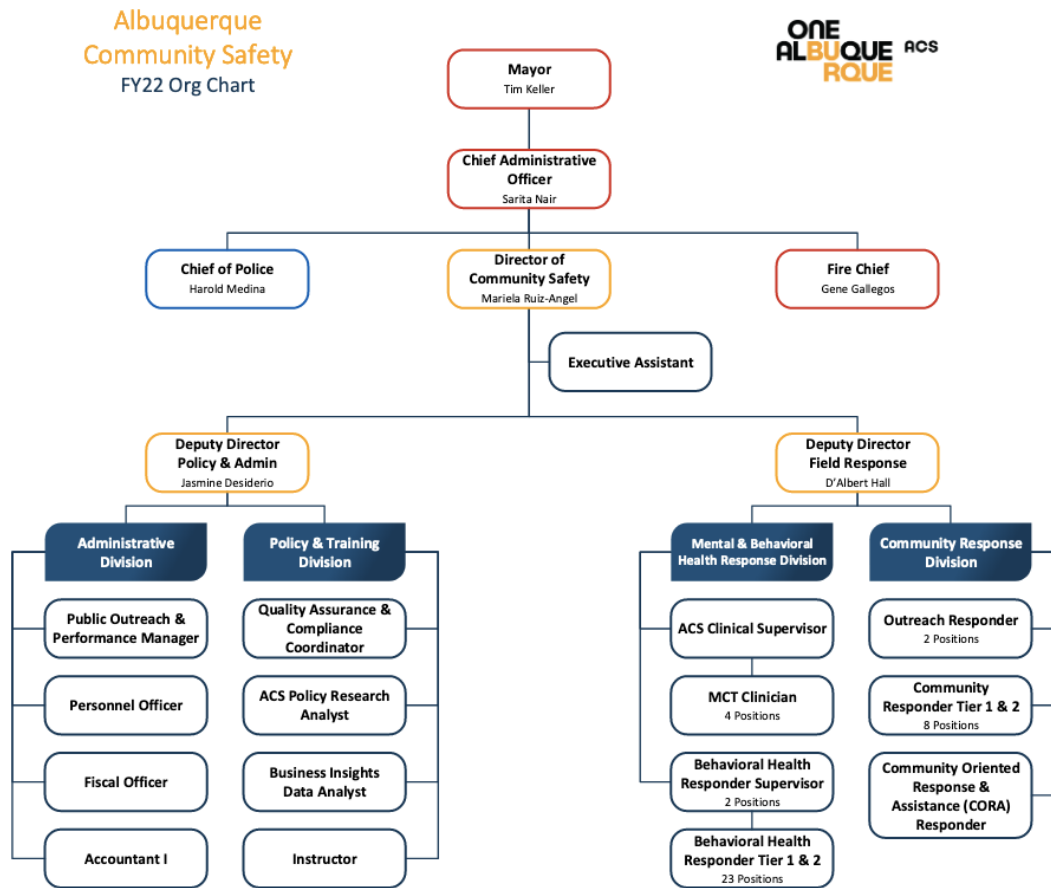 Albuquerque
Community Safety
FY22 Org Chart
ONE
ALBUQUE
RQUE
ACS
Mayor
Tim Keller
Chief Administrative
Officer
Sarita Nair
Chief of Police
Harold Medina
Director of
Community Safety
Mariela Ruiz-Angel
Fire Chief
Gene Gallegos
Executive Assistant
Deputy Director
Policy & Admin
Jasmine Desiderio
Deputy Director
Field Response
D'Albert Hall
Administrative
Division
Public Outreach &
Performance Manager
Personnel Officer
Fiscal Officer
Accountant I
Policy & Training
Division
Quality Assurance &
Compliance
Coordinator
ACS Policy Research
Analyst
Business Insights
Data Analyst
Instructor
Mental & Behavioral
Health Response Division
ACS Clinical Supervisor
MCT Clinician
4 Positions
Behavioral Health
Responder Supervisor
2 Positions
Behavioral Health
Responder Tier 1 & 2
23 Positions
Community Response
Division
Outreach Responder
2 Positions
Community
Responder Tier 1 & 2
8 Positions
Community Oriented
Response &
Assistance (CORA)
Responder